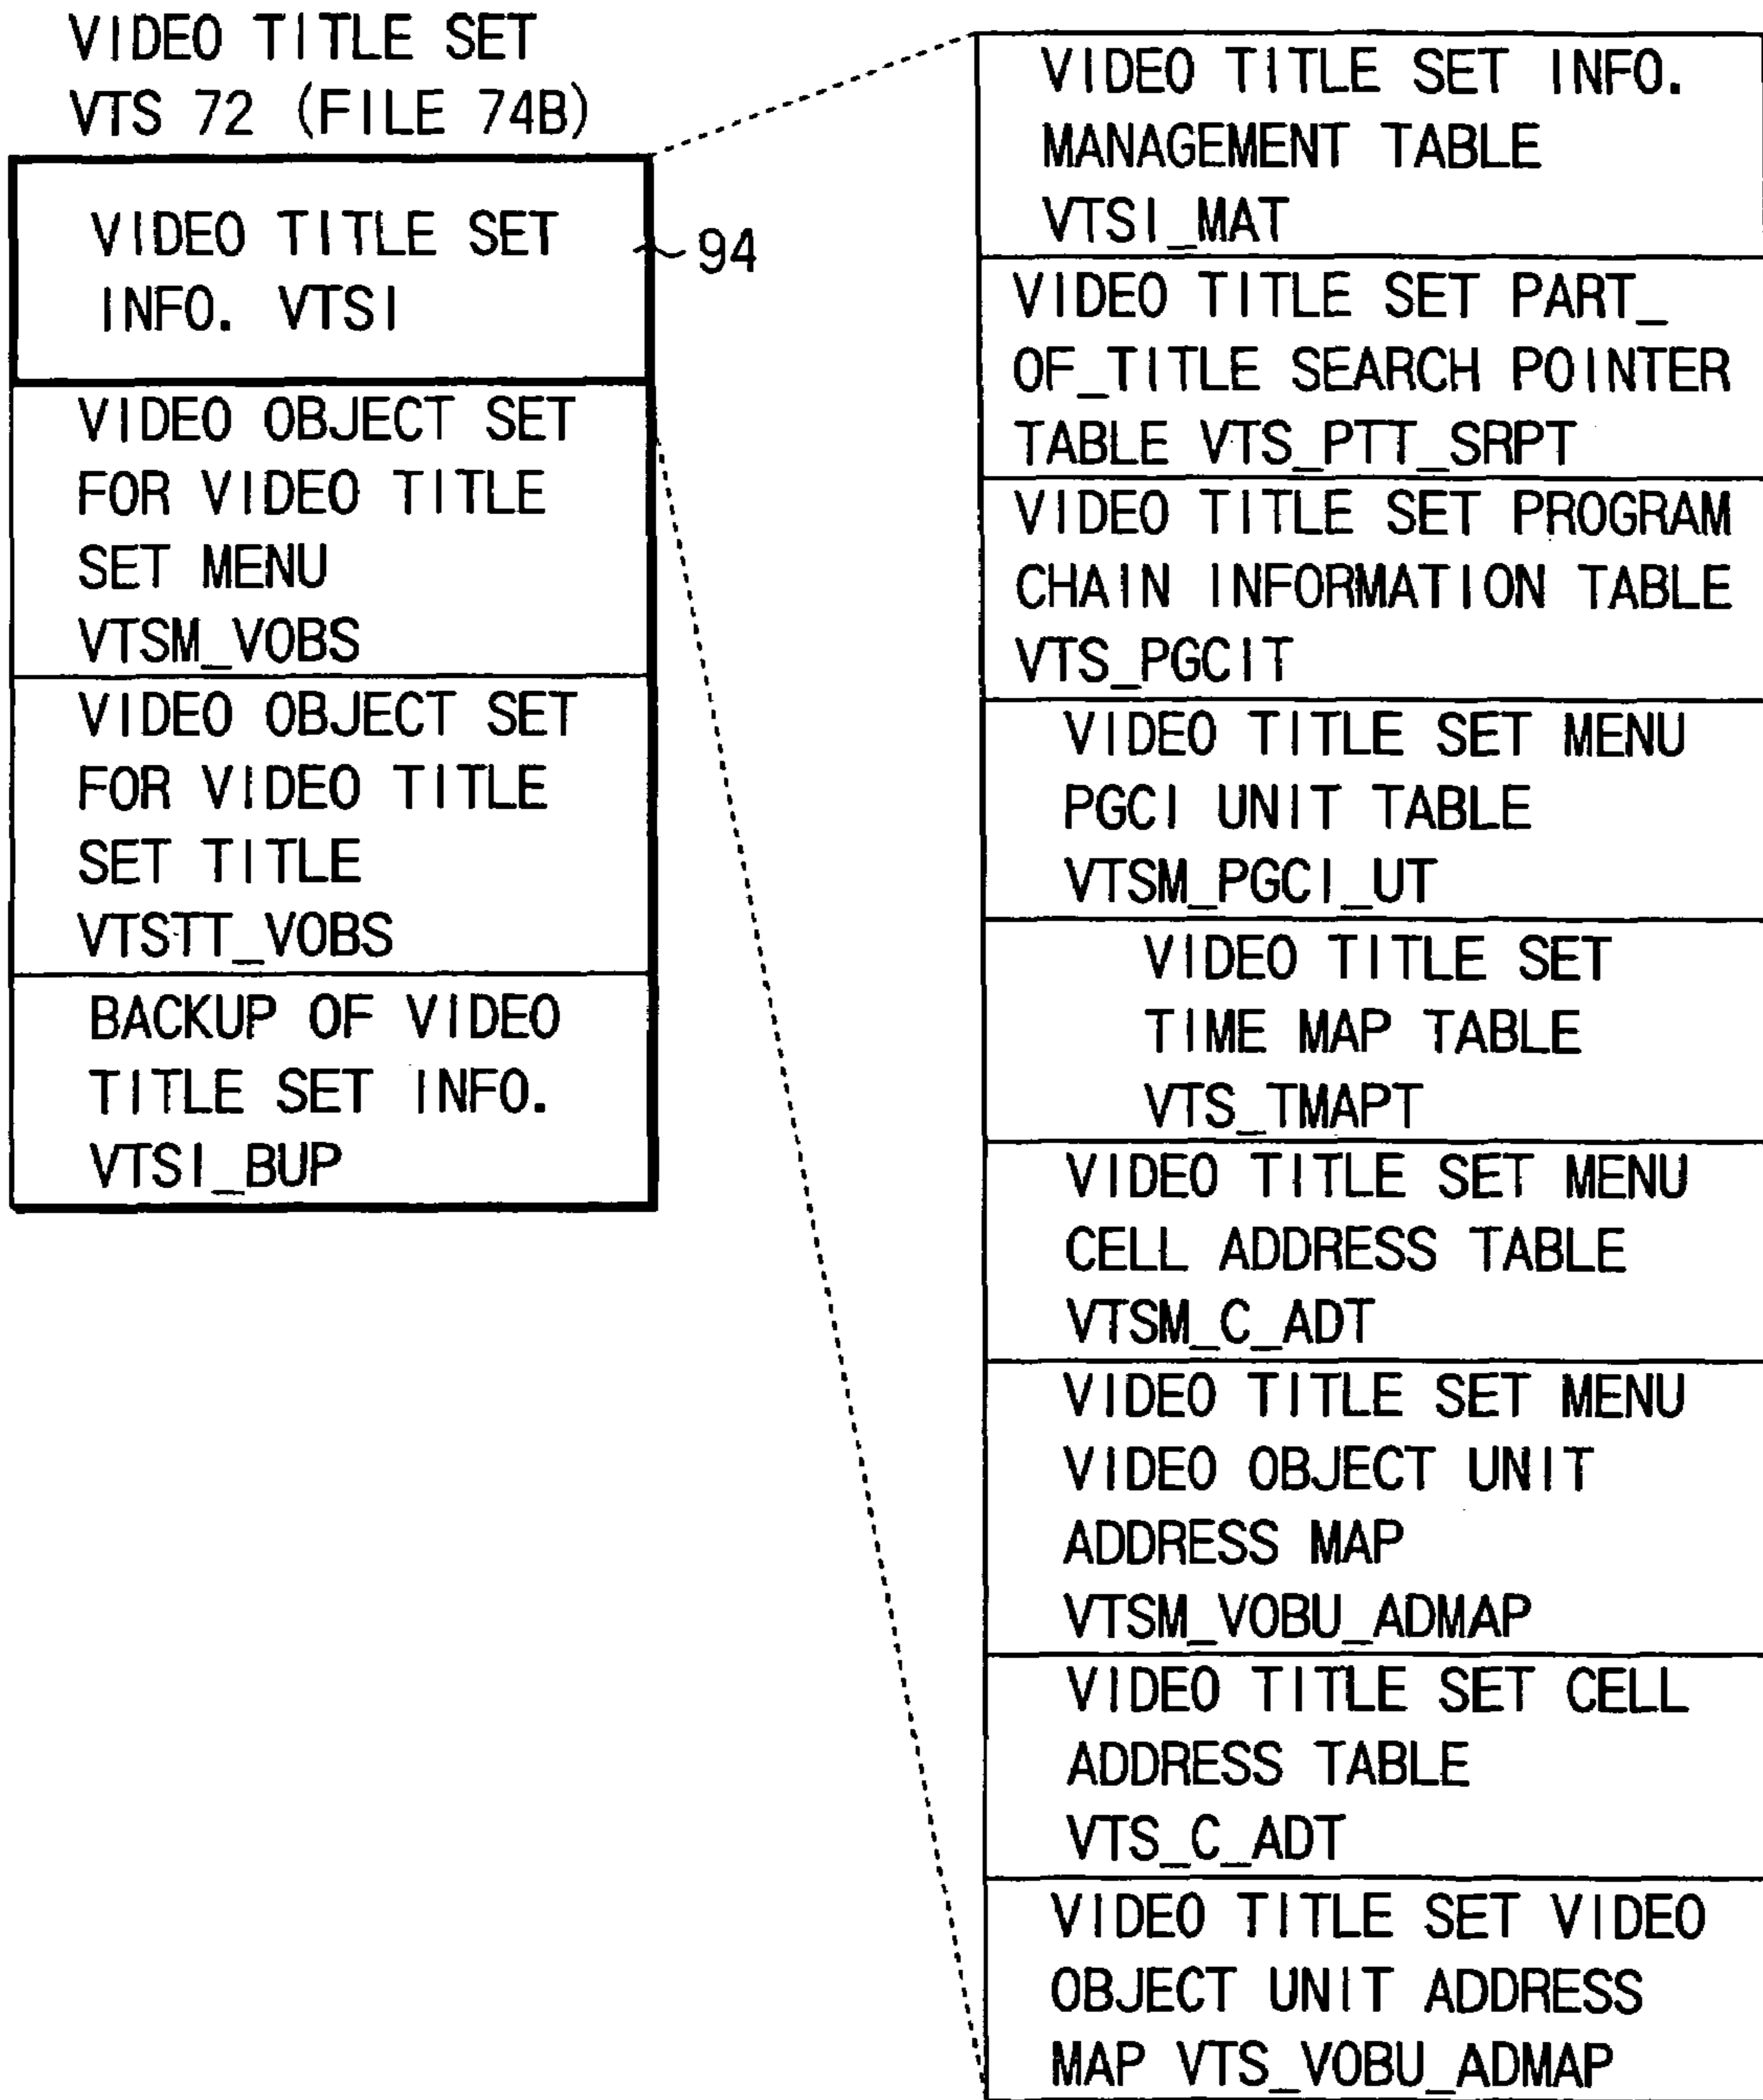 VIDEO TITLE SET
VTS 72 (FILE 74B)
VIDEO TITLE SET
INFO. VTSI
94
VIDEO OBJECT SET
FOR VIDEO TITLE
SET MENU
VTSM_VOBS
VIDEO OBJECT SET
FOR VIDEO TITLE
SET TITLE
VTSTT_VOBS
BACKUP OF VIDEO
TITLE SET INFO.
VTSI_BUP
VIDEO TITLE SET INFO.
MANAGEMENT TABLE
VTSI_MAT
VIDEO TITLE SET PART_
OF_TITLE SEARCH POINTER
TABLE VTS_PTT_SRPT
VIDEO TITLE SET PROGRAM
CHAIN INFORMATION TABLE
VTS_PGCIT
VIDEO TITLE SET MENU
PGCI UNIT TABLE
VTSM_PGCI_UT
VIDEO TITLE SET
TIME MAP TABLE
VTS_TMAPT
VIDEO TITLE SET MENU
CELL ADDRESS TABLE
VTSM_C_ADT
VIDEO TITLE SET MENU
VIDEO OBJECT UNIT
ADDRESS MAP
VTSM_VOBU_ADMAP
VIDEO TITLE SET CELL
ADDRESS TABLE
VTS_C_ADT
VIDEO TITLE SET VIDEO
OBJECT UNIT ADDRESS
MAP VTS_VOBU_ADMAP